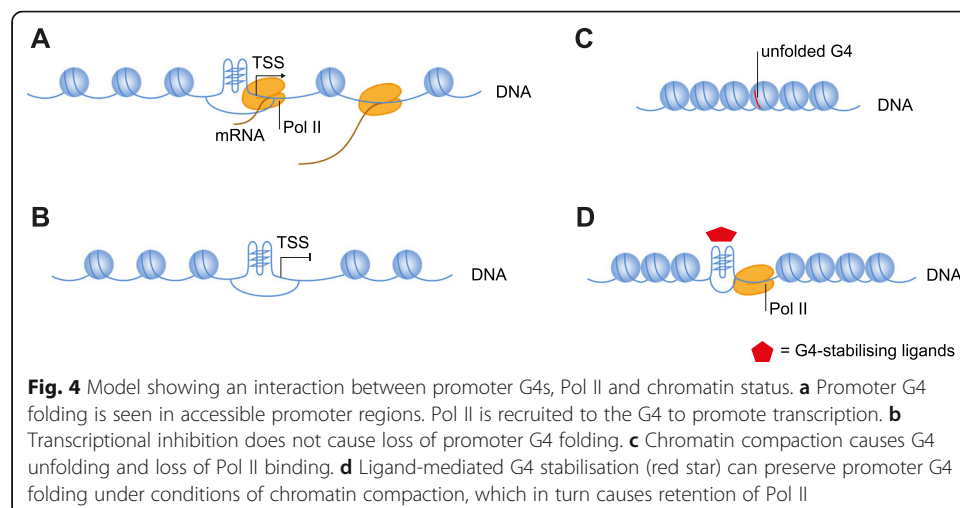 A
TSS
DNA
mRNA
Pol II
B
TSS
DNA
C
unfolded G4
DNA
D
DNA
Pol II
= G4-stabilising ligands
Fig. 4 Model showing an interaction between promoter G4s, Pol II and chromatin status. a Promoter G4
folding is seen in accessible promoter regions. Pol II is recruited to the G4 to promote transcription. b
Transcriptional inhibition does not cause loss of promoter G4 folding. c Chromatin compaction causes G4
unfolding and loss of Pol II binding. d Ligand-mediated G4 stabilisation (red star) can preserve promoter G4
folding under conditions of chromatin compaction, which in turn causes retention of Pol II